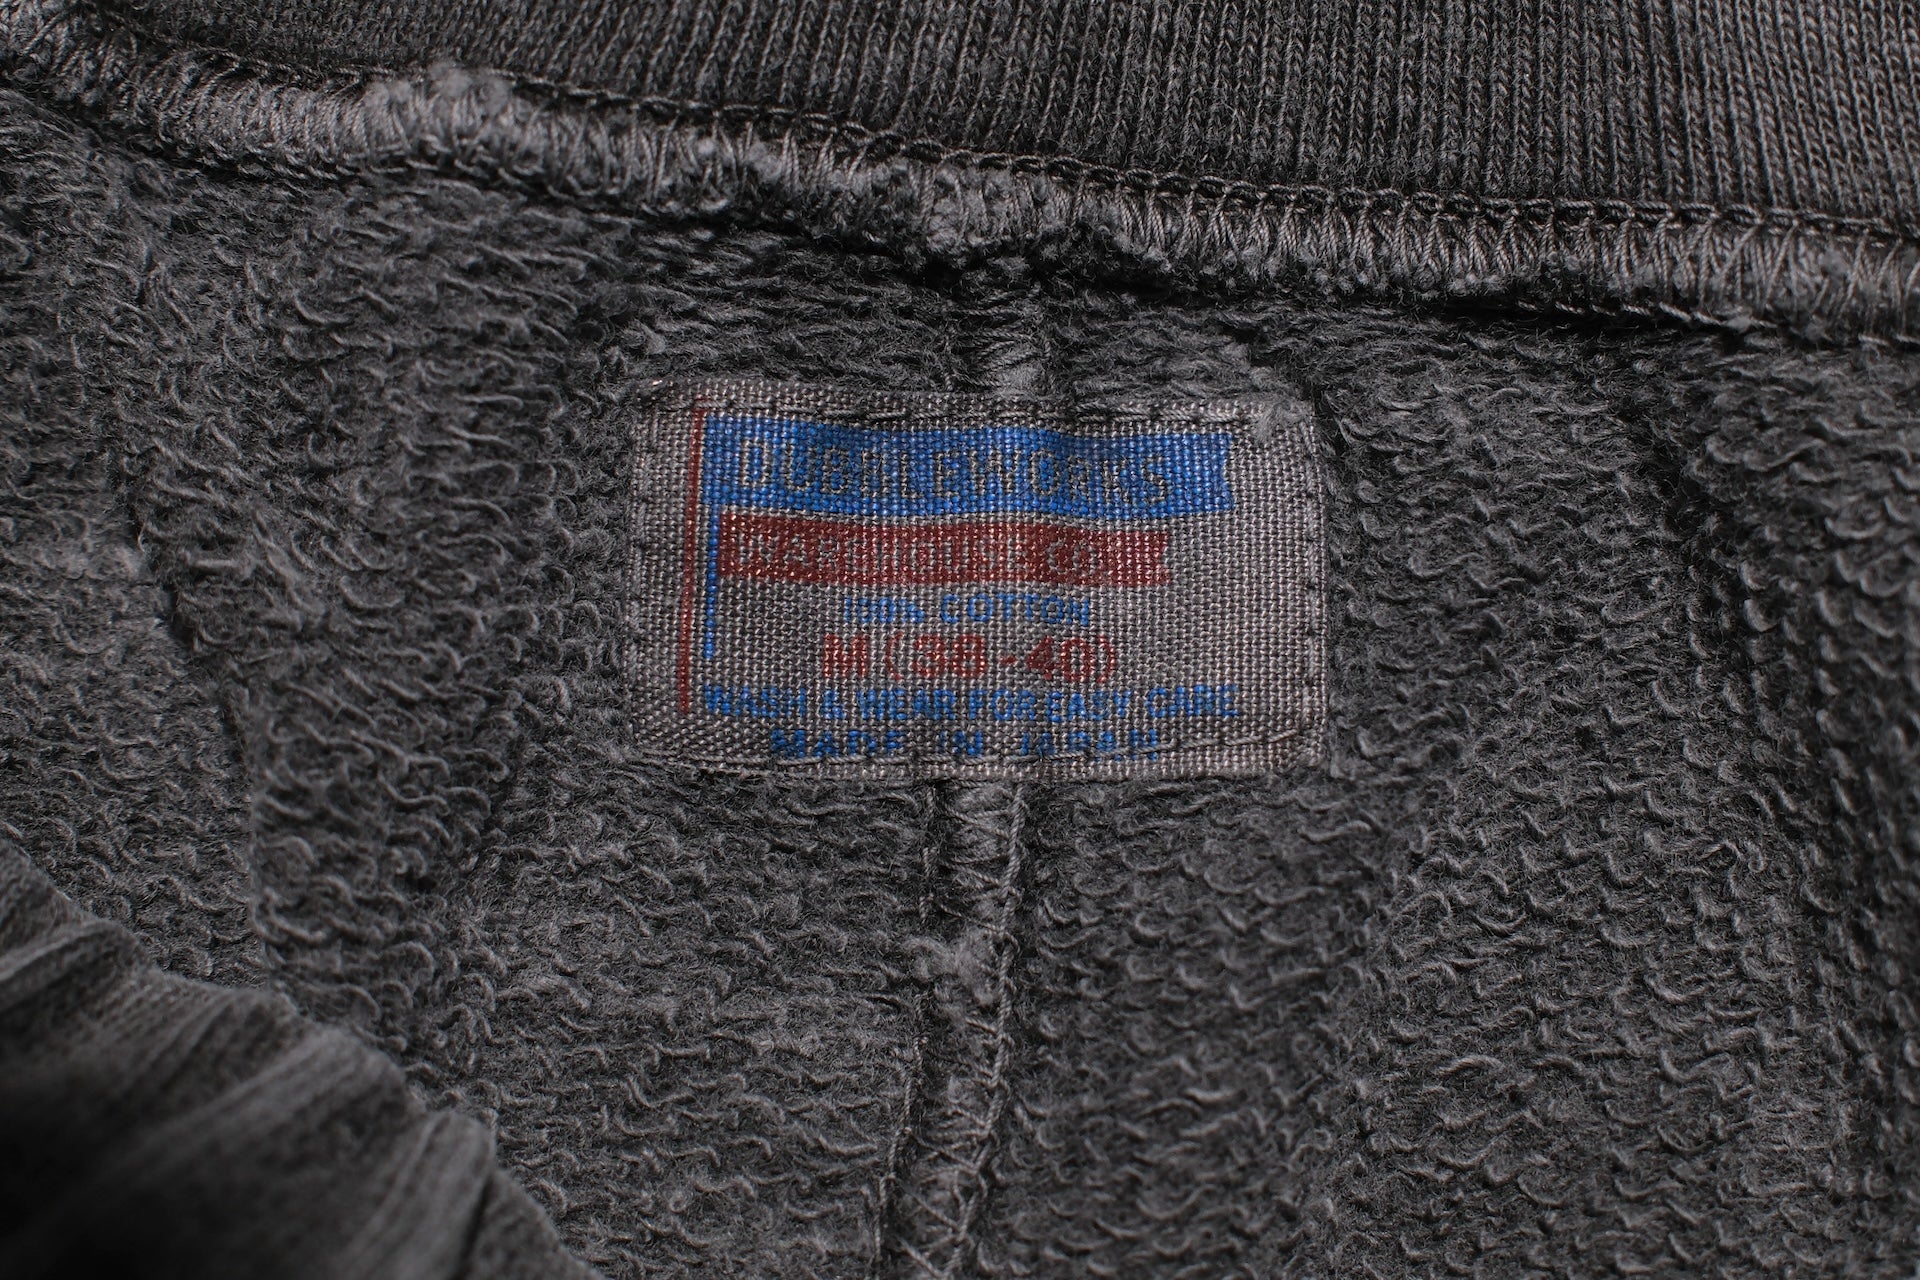 DUBBLEWORKS
WAREHOUSE CO.
100% COTTON
M (38-40)
WASH & WEAR FOR EASY CARE
MADE IN JAPAN